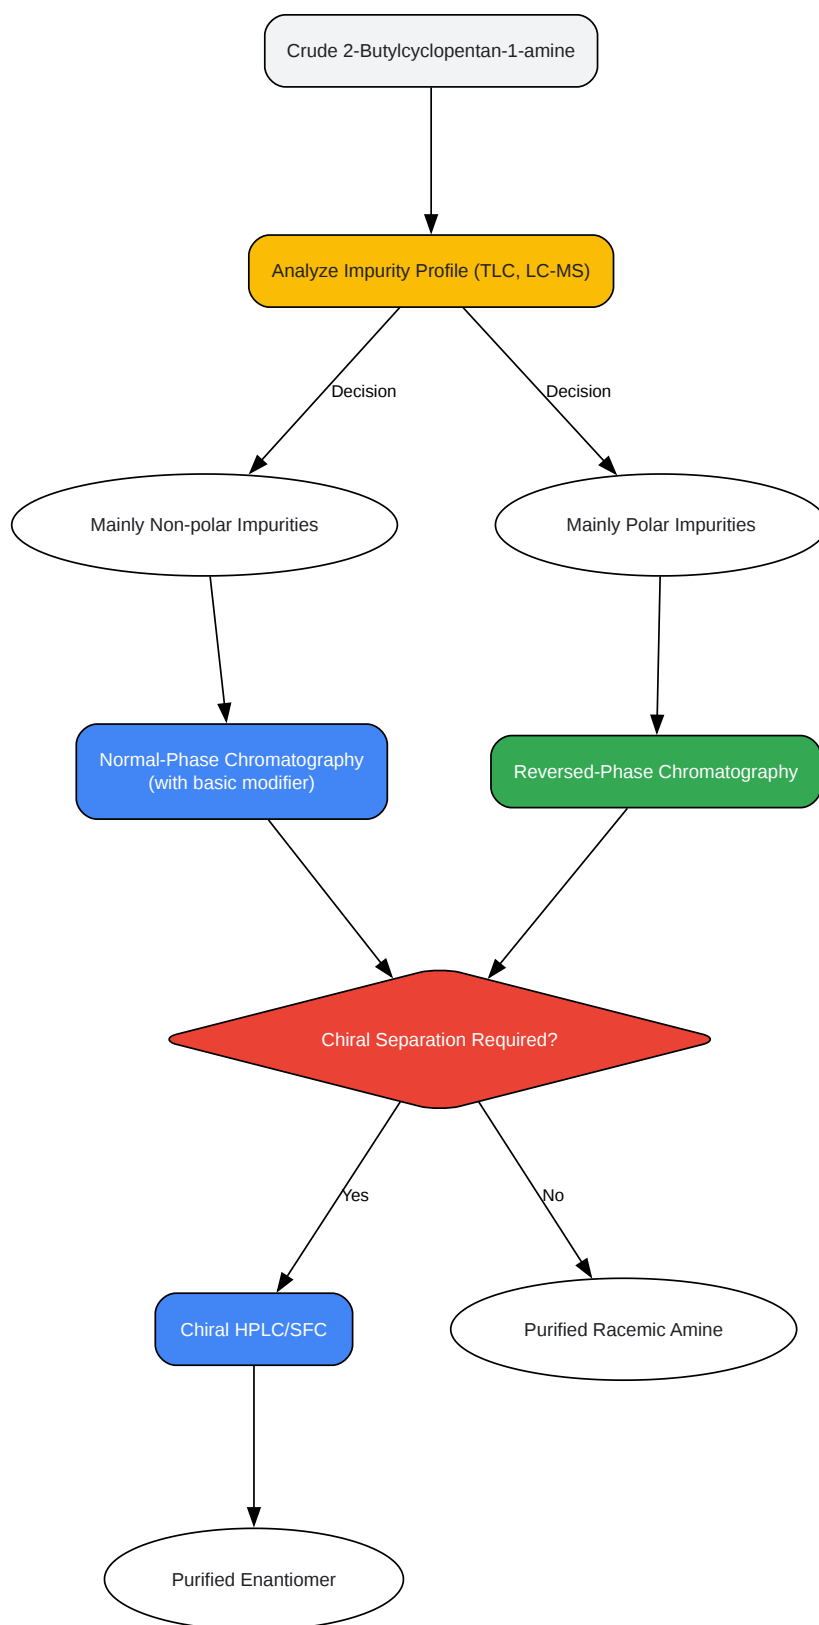 Crude 2-Butylcyclopentan-1-amine
Analyze Impurity Profile (TLC, LC-MS)
Decision
Decision
Mainly Non-polar Impurities
Mainly Polar Impurities
Normal-Phase Chromatography
(with basic modifier)
Reversed-Phase Chromatography
Chiral Separation Required?
Yes
No
Chiral HPLC/SFC
Purified Racemic Amine
Purified Enantiomer